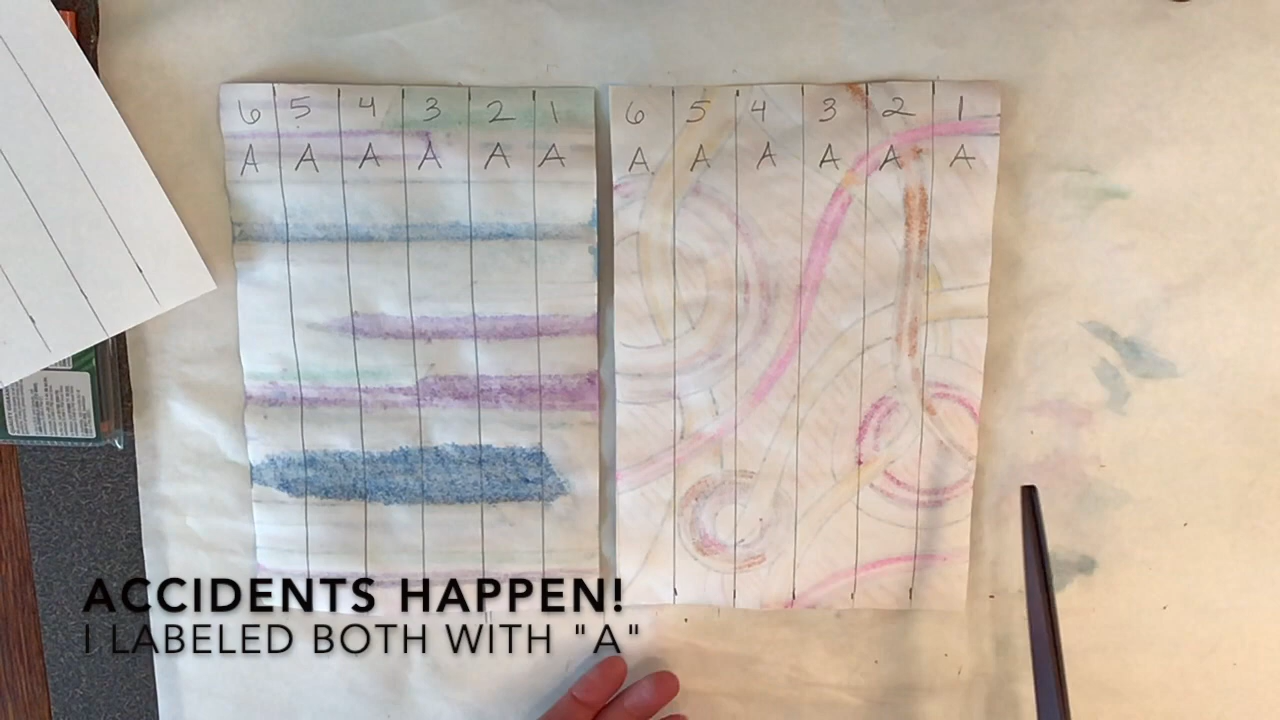 6 5 4 3 2 1
A A A A A A
6 5 4 3 2 1
A A A A A A
ACCIDENTS HAPPEN!
I LABELED BOTH WITH "A"